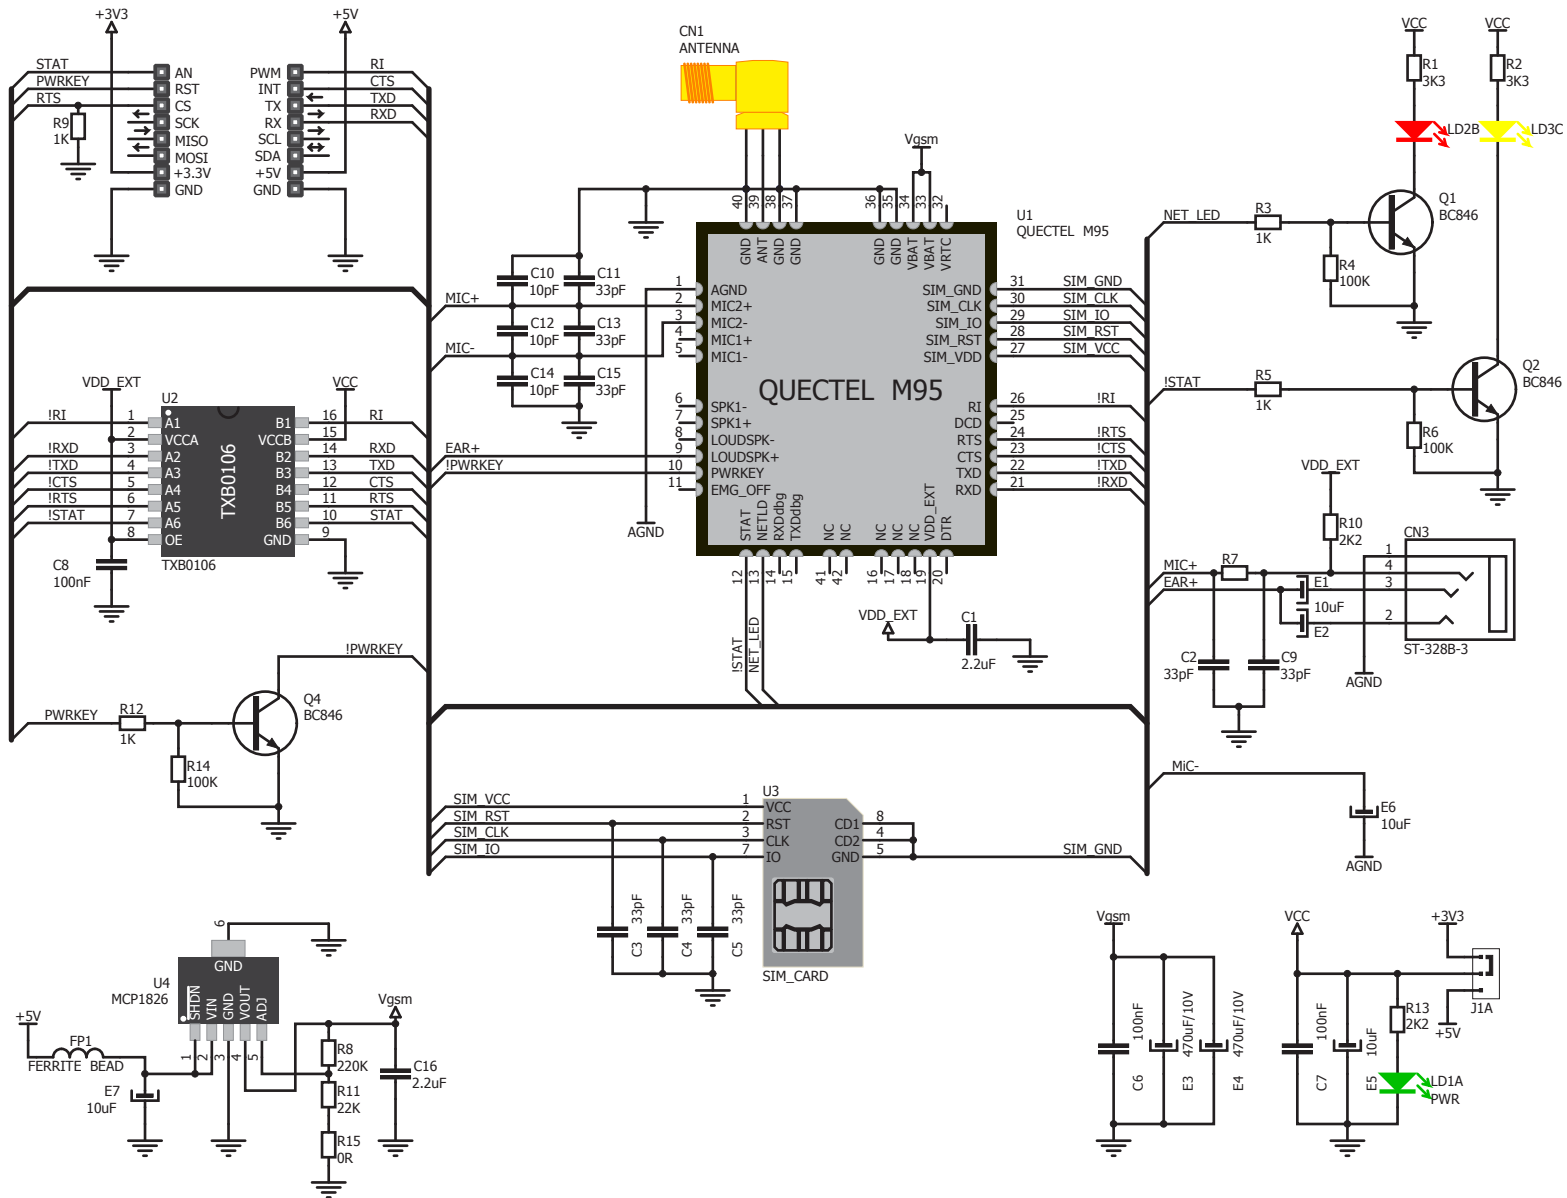 +3V3
+5V
STAT
PWRKEY
RTS
R9
1K
AN
RST
CS
SCK
MISO
MOSI
+3.3V
GND
PWM
INT
TX
RX
SCL
SDA
+5V
GND
RI
CTS
TXD
RXD
CN1
ANTENNA
Vgsm
40
39
38
37
36
35
34
33
32
U1
QUECTEL M95
GND
ANT
GND
GND
GND
GND
VBAT
VBAT
VRTC
C10
10pF
C11
33pF
C12
10pF
C13
33pF
C14
10pF
C15
33pF
MIC+
MIC-
EAR+
!PWRKEY
AGND
1 AGND
2 MIC2+
3 MIC2-
4 MIC1+
5 MIC1-
6 SPK1-
7 SPK1+
8 LOUDSPK-
9 LOUDSPK+
10 PWRKEY
11 EMG_OFF
QUECTEL M95
SIM_GND 31 SIM_GND
SIM_CLK 30 SIM_CLK
SIM_IO 29 SIM_IO
SIM_RST 28 SIM_RST
SIM_VDD 27 SIM_VCC
RI 26 !RI
DCD 25
RTS 24 !RTS
CTS 23 !CTS
TXD 22 !TXD
RXD 21 !RXD
STAT
NETLD
RXDdbg
TXDdbg
NC
NC
NC
NC
NC
VDD_EXT
DTR
12
13
14
15
41
42
16
17
18
19
20
!STAT
NET_LED
VDD_EXT
C1
2.2uF
VCC
R1
3K3
LD2B
VCC
R2
3K3
LD3C
NET_LED
R3
1K
R4
100K
Q1
BC846
!STAT
R5
1K
R6
100K
Q2
BC846
VDD_EXT
R10
2K2
CN3
MIC+
EAR+
R7
E1
10uF
E2
1
4
3
2
ST-328B-3
C2
33pF
C9
33pF
AGND
MiC-
E6
10uF
AGND
VDD_EXT
U2
VCC
!RI 1 A1
2 VCCA
!RXD 3 A2
!TXD 4 A3
!CTS 5 A4
!RTS 6 A5
!STAT 7 A6
8 OE
TXB0106
B1 16 RI
VCCB 15
B2 14 RXD
B3 13 TXD
B4 12 CTS
B5 11 RTS
B6 10 STAT
GND 9
TXB0106
C8
100nF
!PWRKEY
Q4
BC846
PWRKEY
R12
1K
R14
100K
SIM_VCC
SIM_RST
SIM_CLK
SIM_IO
U3
1 VCC
2 RST
3 CLK
7 IO
CD1 8
CD2 4
GND 5
SIM_GND
SIM_CARD
33pF
C3
33pF
C4
33pF
C5
6
U4
MCP1826
GND
SHDN
VIN
GND
VOUT
ADJ
1
2
3
4
5
+5V
FP1
FERRITE BEAD
E7
10uF
Vgsm
R8
220K
R11
22K
R15
0R
C16
2.2uF
Vgsm
100nF
C6
470uF/10V
E3
470uF/10V
E4
VCC
100nF
C7
10uF
E5
R13
2K2
LD1A
PWR
+3V3
J1A
+5V